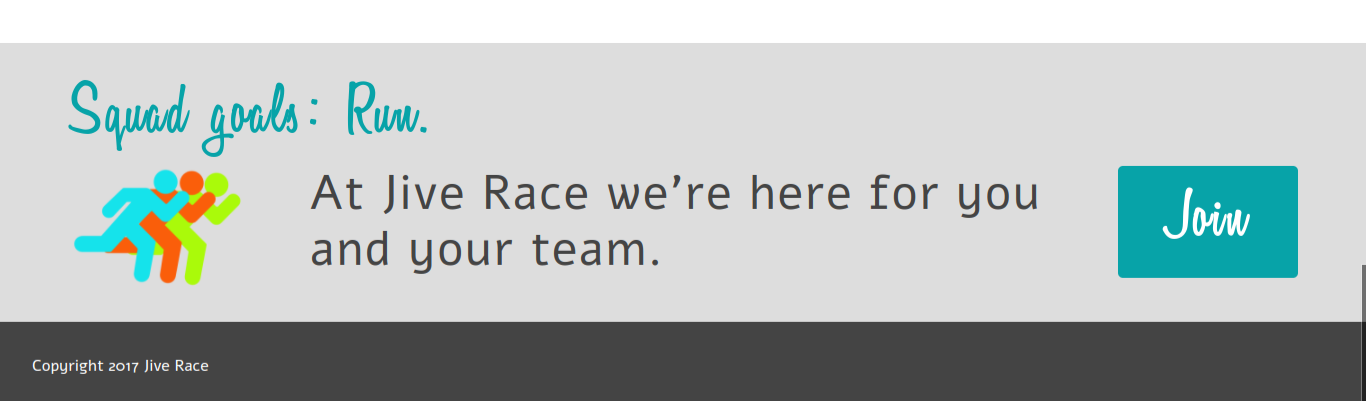 Squad goals: Run.
At Jive Race we’re here for you
and your team.
Join
Copyright 2017 Jive Race